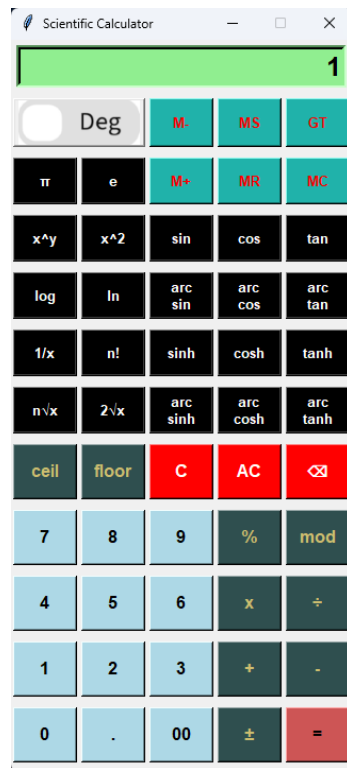 Scientific Calculator
1
Deg M- MS GT
π e M+ MR MC
x^y x^2 sin cos tan
log ln arc sin arc cos arc tan
1/x n! sinh cosh tanh
n√x 2√x arc sinh arc cosh arc tanh
ceil floor C AC ⌫
7 8 9 % mod
4 5 6 x ÷
1 2 3 + -
0 . 00 ± =